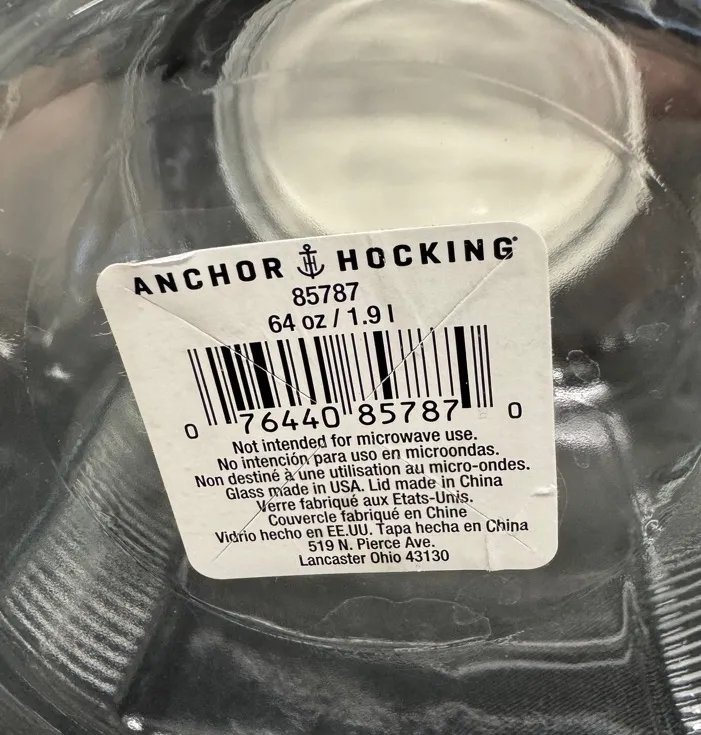 ANCHOR HOCKING®
85787
64 oz / 1.9 l
0 76440 85787 0
Not intended for microwave use.
No intención para uso en microondas.
Non destiné à une utilisation au micro-ondes.
Glass made in USA. Lid made in China
Verre fabriqué aux Etats-Unis.
Couvercle fabriqué en Chine
Vidrio hecho en EE.UU. Tapa hecha en China
519 N. Pierce Ave.
Lancaster Ohio 43130